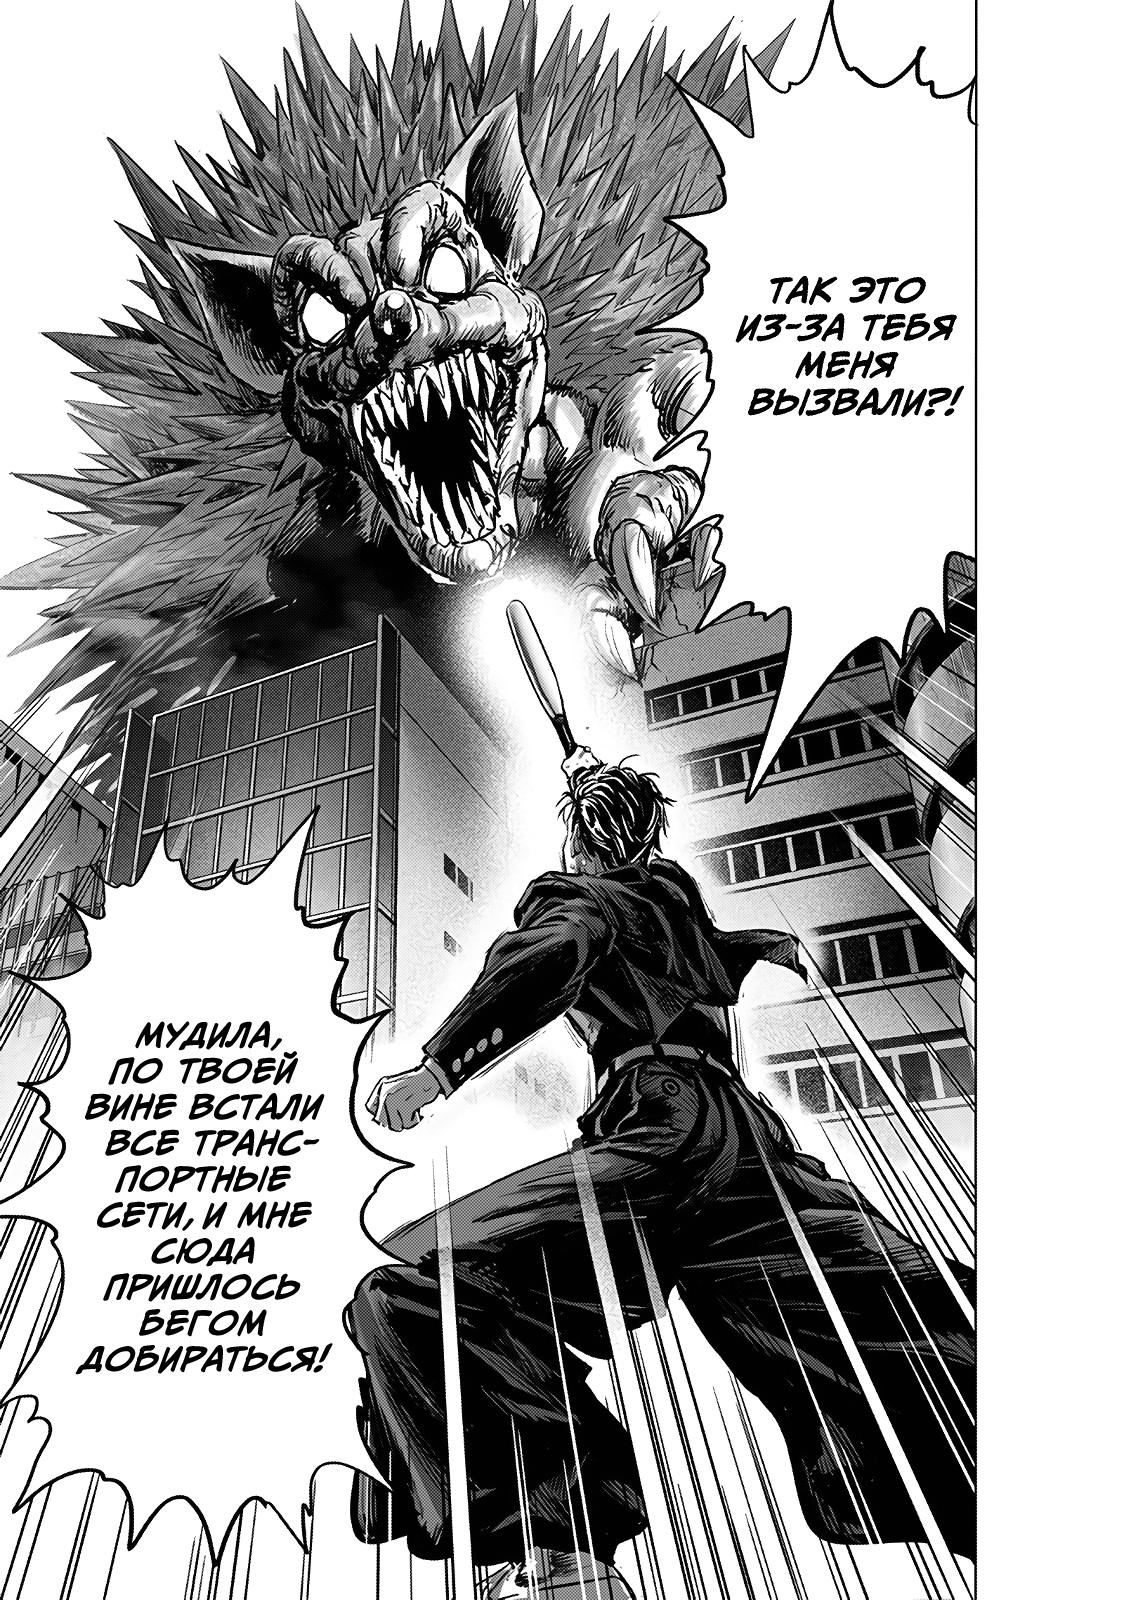 ТАК ЭТО
ИЗ-ЗА ТЕБЯ
МЕНЯ
ВЫЗВАЛИ?!
МУДИЛА,
ПО ТВОЕЙ
ВИНЕ ВСТАЛИ
ВСЕ ТРАНС-
ПОРТНЫЕ
СЕТИ, И МНЕ
СЮДА
ПРИШЛОСЬ
БЕГОМ
ДОБИРАТЬСЯ!